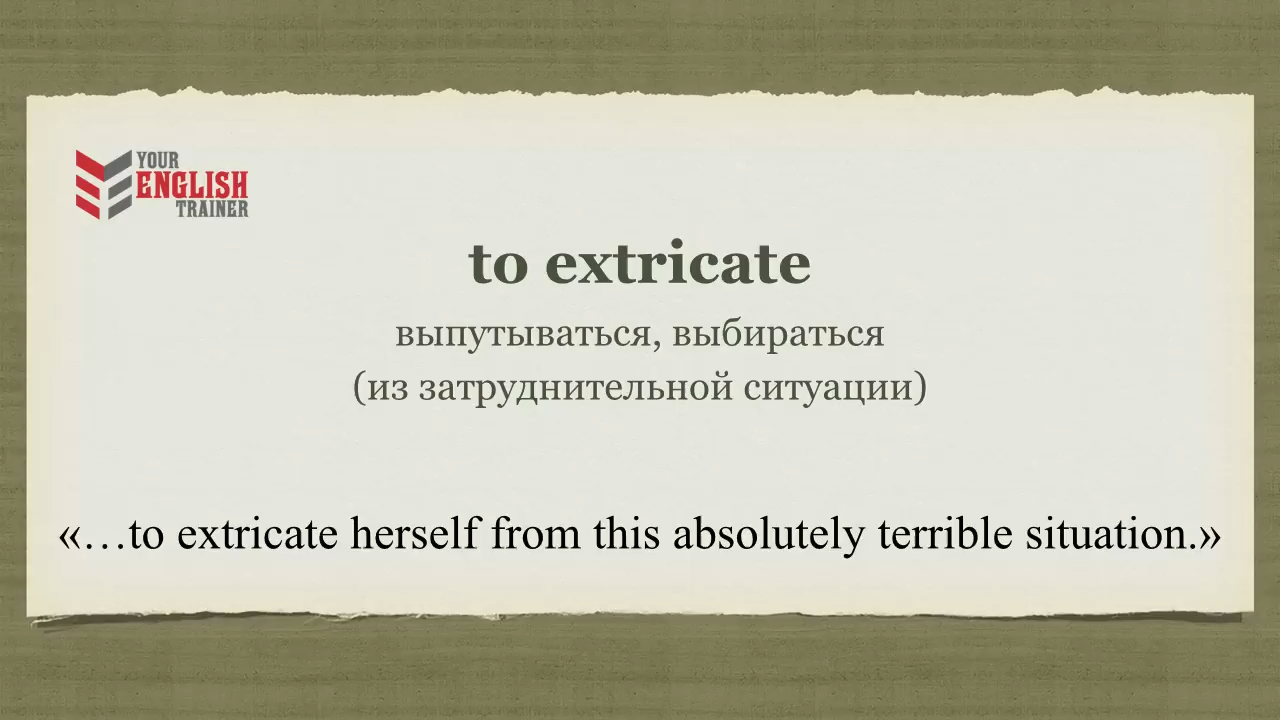 YOUR
ENGLISH
TRAINER
to extricate
выпутываться, выбираться
(из затруднительной ситуации)
«…to extricate herself from this absolutely terrible situation.»